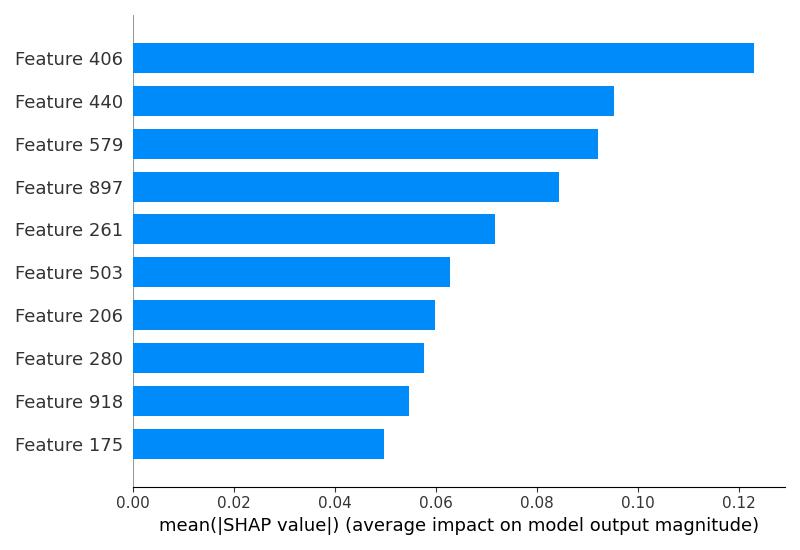 Feature 406
Feature 440
Feature 579
Feature 897
Feature 261
Feature 503
Feature 206
Feature 280
Feature 918
Feature 175
0.00 0.02 0.04 0.06 0.08 0.10 0.12
mean(|SHAP value|) (average impact on model output magnitude)